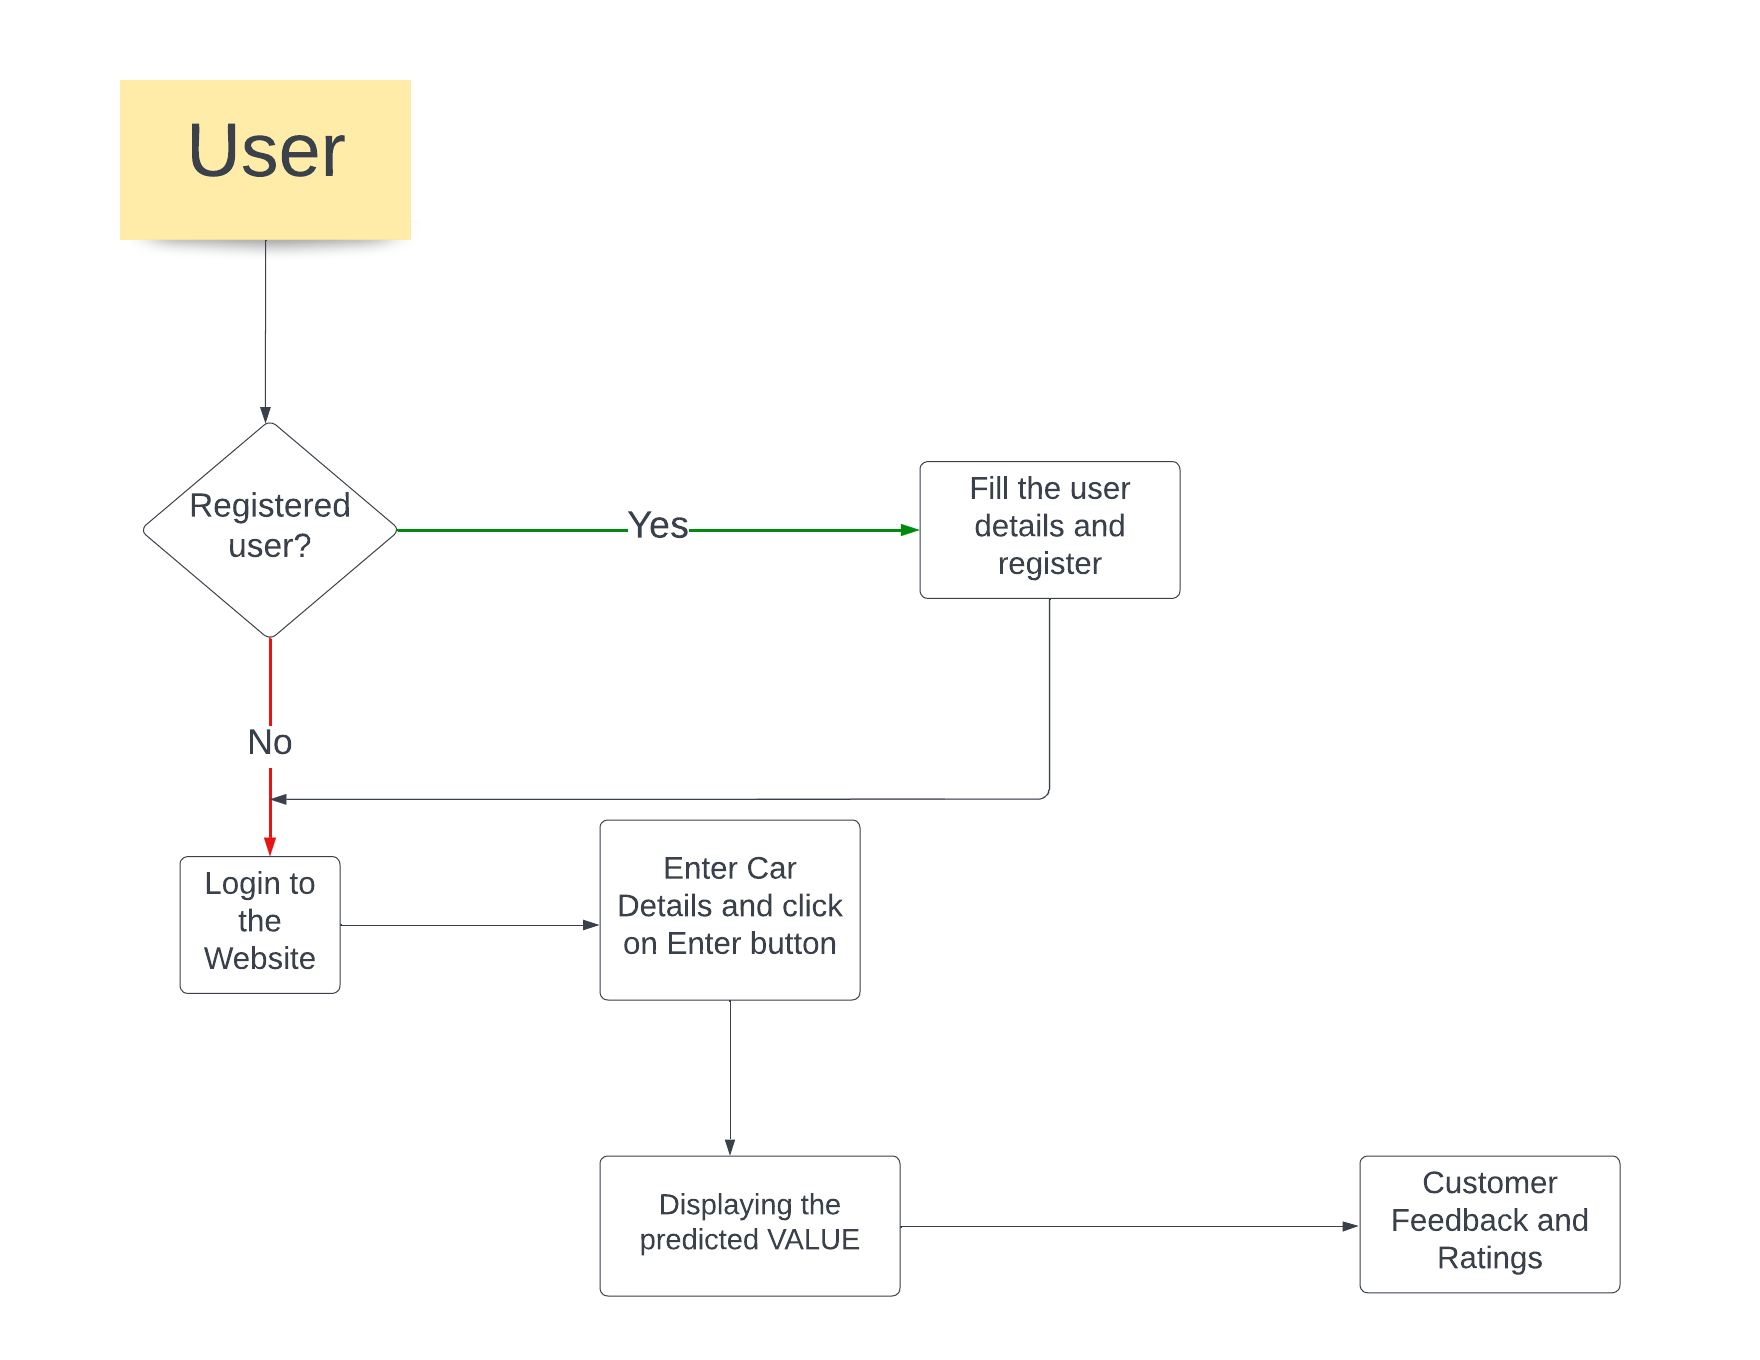 User
Registered
user?
Yes
Fill the user
details and
register
No
Login to
the
Website
Enter Car
Details and click
on Enter button
Displaying the
predicted VALUE
Customer
Feedback and
Ratings